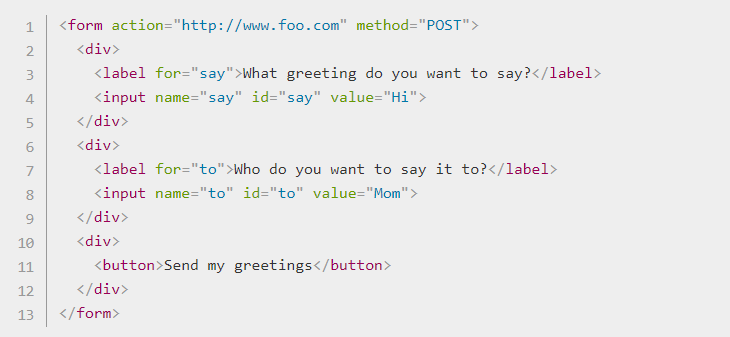 1 <form action="http://www.foo.com" method="POST">
2   <div>
3     <label for="say">What greeting do you want to say?</label>
4     <input name="say" id="say" value="Hi">
5   </div>
6   <div>
7     <label for="to">Who do you want to say it to?</label>
8     <input name="to" id="to" value="Mom">
9   </div>
10   <div>
11     <button>Send my greetings</button>
12   </div>
13 </form>